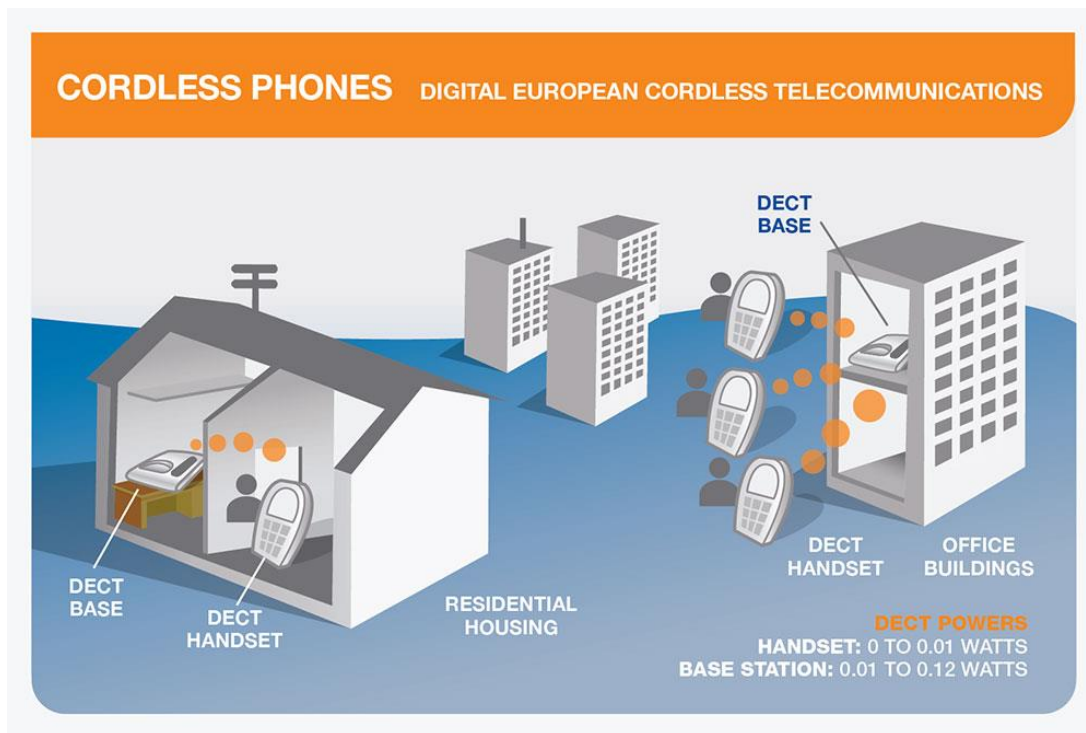 CORDLESS PHONES DIGITAL EUROPEAN CORDLESS TELECOMMUNICATIONS
DECT
BASE
DECT
BASE
DECT
HANDSET
RESIDENTIAL
HOUSING
DECT
HANDSET
OFFICE
BUILDINGS
DECT POWERS
HANDSET: 0 TO 0.01 WATTS
BASE STATION: 0.01 TO 0.12 WATTS